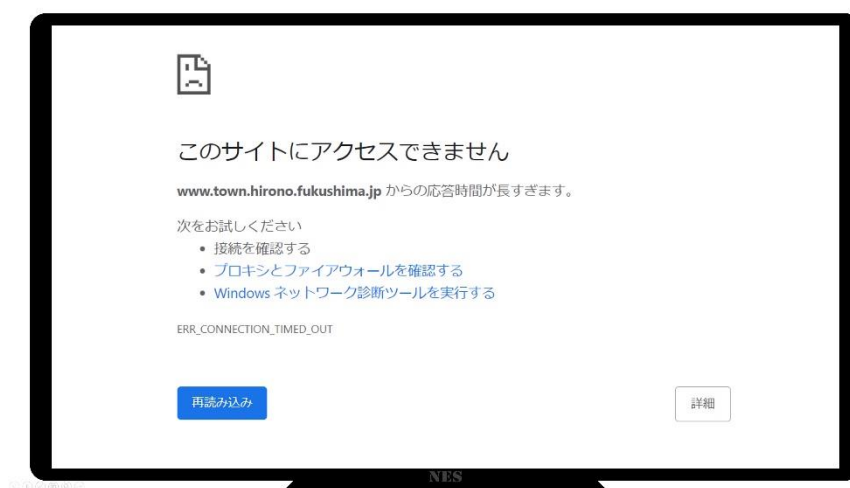 このサイトにアクセスできません
www.town.hirono.fukushima.jp からの応答時間が長すぎます。
次をお試しください
• 接続を確認する
• プロキシとファイアウォールを確認する
• Windows ネットワーク診断ツールを実行する
ERR_CONNECTION_TIMED_OUT
再読み込み
詳細
NES